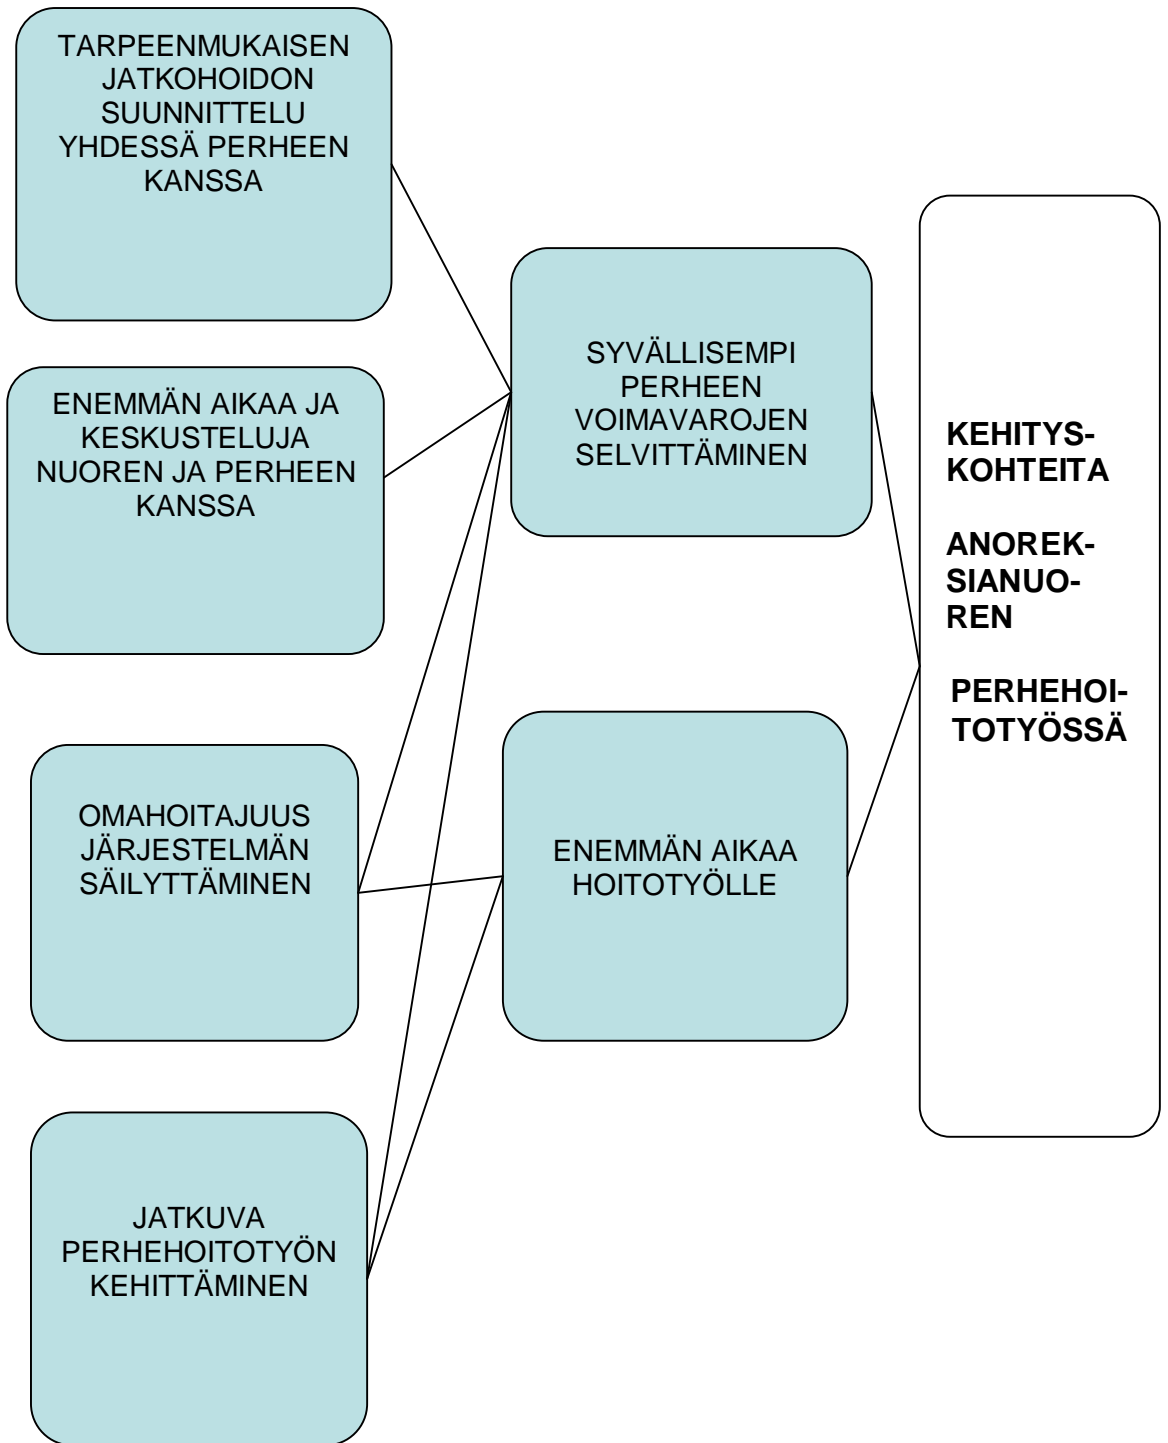 TARPEENMUKAISEN
JATKOHOIDON
SUUNNITTELU
YHDESSÄ PERHEEN
KANSSA
ENEMMÄN AIKAA JA
KESKUSTELUJA
NUOREN JA PERHEEN
KANSSA
OMAHOITAJUUS
JÄRJESTELMÄN
SÄILYTTÄMINEN
JATKUVA
PERHEHOITOTYÖN
KEHITTÄMINEN
SYVÄLLISEMPI
PERHEEN
VOIMAVAROJEN
SELVITTÄMINEN
ENEMMÄN AIKAA
HOITOTYÖLLE
KEHITYS-
KOHTEITA
ANOREK-
SIANUO-
REN
PERHEHOI-
TOTYÖSSÄ